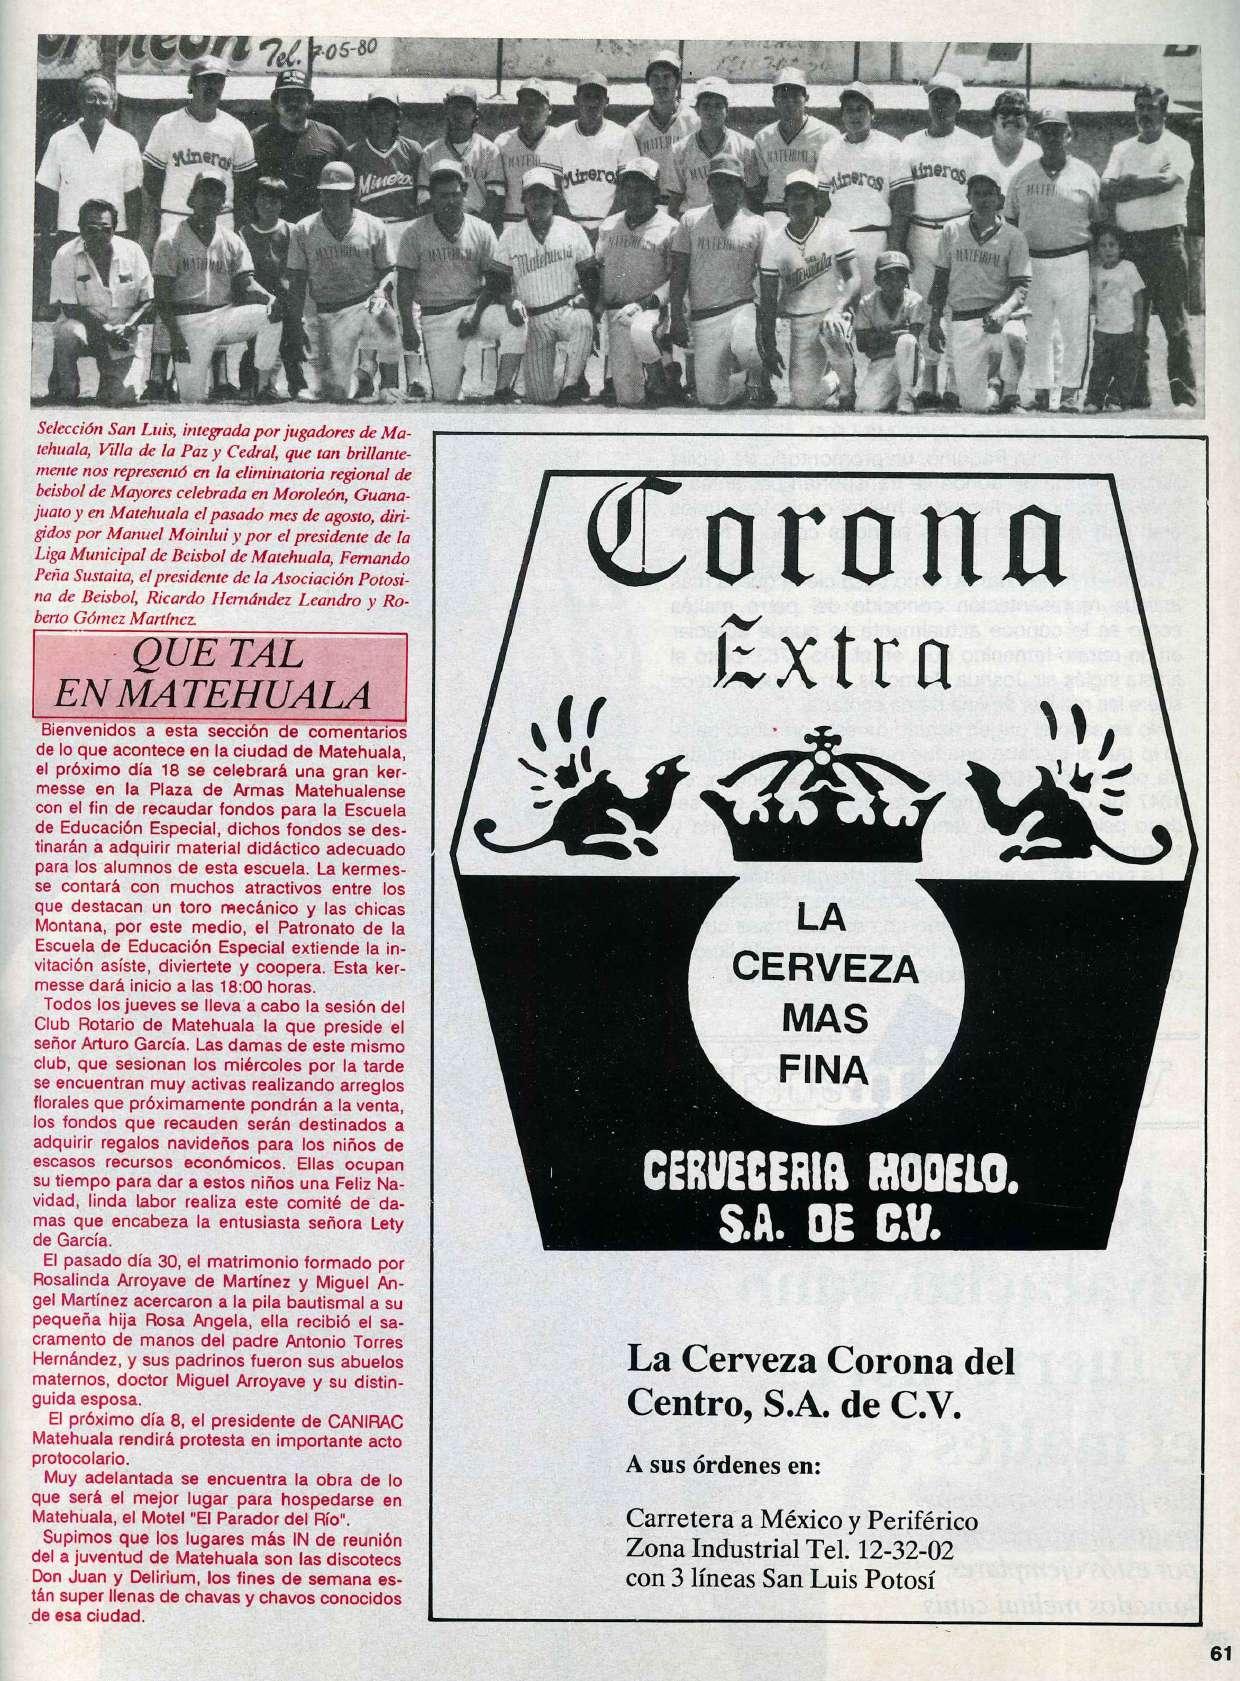 Tel. 7-05-80
Mineros
Mineros
Mineros
Mineros
MATEHUALA
Matehuala
Matehuala
Selección San Luis, integrada por jugadores de Ma-
tehuala, Villa de la Paz y Cedral, que tan brillante-
mente nos representó en la eliminatoria regional de
beisbol de Mayores celebrada en Moroleón, Guana-
juato y en Matehuala el pasado mes de agosto, diri-
gidos por Manuel Moinlui y por el presidente de la
Liga Municipal de Beisbol de Matehuala, Fernando
Peña Sustaita, el presidente de la Asociación Potosi-
na de Beisbol, Ricardo Hernández Leandro y Ro-
berto Gómez Martínez.
QUE TAL
EN MATEHUALA
Bienvenidos a esta sección de comentarios
de lo que acontece en la ciudad de Matehuala,
el próximo día 18 se celebrará una gran ker-
messe en la Plaza de Armas Matehualense
con el fin de recaudar fondos para la Escuela
de Educación Especial, dichos fondos se des-
tinarán a adquirir material didáctico adecuado
para los alumnos de esta escuela. La kermes-
se contará con muchos atractivos entre los
que destacan un toro mecánico y las chicas
Montana, por este medio, el Patronato de la
Escuela de Educación Especial extiende la in-
vitación asíste, diviertete y coopera. Esta ker-
messe dará inicio a las 18:00 horas.
Todos los jueves se lleva a cabo la sesión del
Club Rotario de Matehuala la que preside el
señor Arturo García. Las damas de este mismo
club, que sesionan los miércoles por la tarde
se encuentran muy activas realizando arreglos
florales que próximamente pondrán a la venta,
los fondos que recauden serán destinados a
adquirir regalos navideños para los niños de
escasos recursos económicos. Ellas ocupan
su tiempo para dar a estos niños una Feliz Na-
vidad, linda labor realiza este comité de da-
mas que encabeza la entusiasta señora Lety
de García.
El pasado día 30, el matrimonio formado por
Rosalinda Arroyave de Martínez y Miguel An-
gel Martínez acercaron a la pila bautismal a su
pequeña hija Rosa Angela, ella recibió el sa-
cramento de manos del padre Antonio Torres
Hernández, y sus padrinos fueron sus abuelos
maternos, doctor Miguel Arroyave y su distin-
guida esposa.
El próximo día 8, el presidente de CANIRAC
Matehuala rendirá protesta en importante acto
protocolario.
Muy adelantada se encuentra la obra de lo
que será el mejor lugar para hospedarse en
Matehuala, el Motel "El Parador del Río".
Supimos que los lugares más IN de reunión
del a juventud de Matehuala son las discotecs
Don Juan y Delirium, los fines de semana es-
tán super llenas de chavas y chavos conocidos
de esa ciudad.
Corona
Extra
LA
CERVEZA
MAS
FINA
CERVECERIA MODELO.
S.A. DE C.V.
La Cerveza Corona del
Centro, S.A. de C.V.
A sus órdenes en:
Carretera a México y Periférico
Zona Industrial Tel. 12-32-02
con 3 líneas San Luis Potosí
61